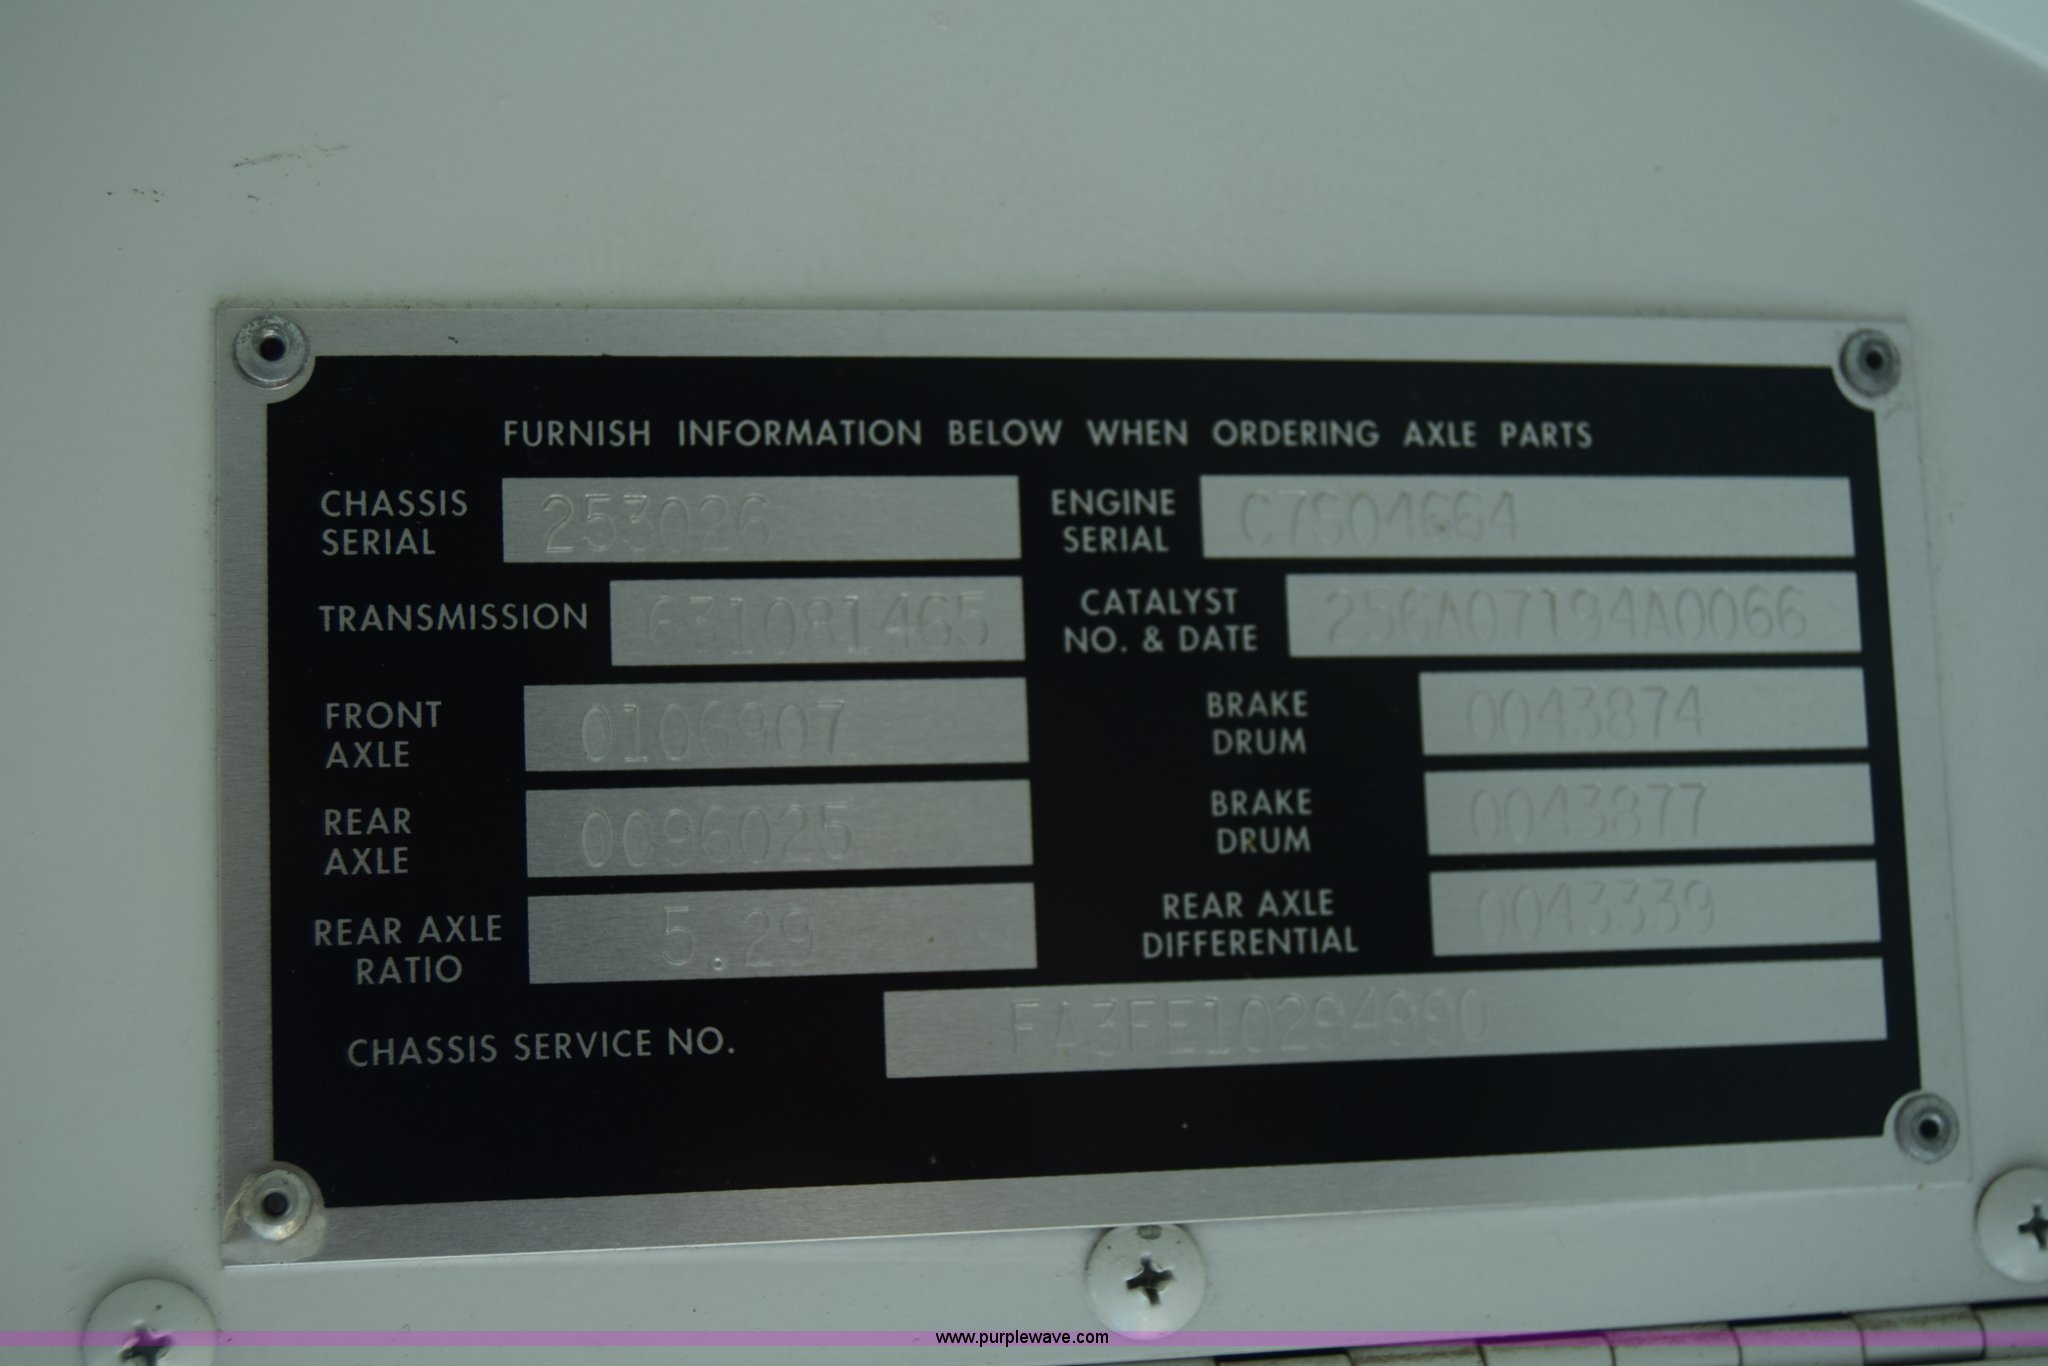 FURNISH INFORMATION BELOW WHEN ORDERING AXLE PARTS
CHASSIS SERIAL 253026
ENGINE SERIAL C7S04664
TRANSMISSION 631081465
CATALYST NO. & DATE 256A07194A0066
FRONT AXLE 0106907
BRAKE DRUM 0043874
REAR AXLE 0096025
BRAKE DRUM 0043877
REAR AXLE RATIO 5.29
REAR AXLE DIFFERENTIAL 0043339
CHASSIS SERVICE NO.
www.purplewave.com